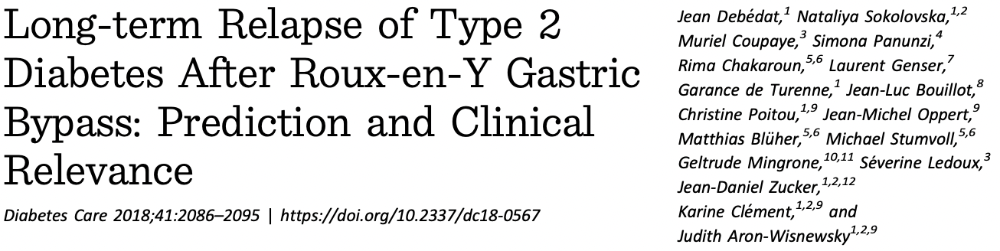 Long-term Relapse of Type 2
Diabetes After Roux-en-Y Gastric
Bypass: Prediction and Clinical
Relevance
Diabetes Care 2018;41:2086–2095 | https://doi.org/10.2337/dc18-0567
Jean Debédat,1 Nataliya Sokolovska,1,2
Muriel Coupaye,3 Simona Panunzi,4
Rima Chakaroun,5,6 Laurent Genser,7
Garance de Turenne,1 Jean-Luc Bouillot,8
Christine Poitou,1,9 Jean-Michel Oppert,9
Matthias Blüher,5,6 Michael Stumvoll,5,6
Geltrude Mingrone,10,11 Séverine Ledoux,3
Jean-Daniel Zucker,1,2,12
Karine Clément,1,2,9 and
Judith Aron-Wisnewsky1,2,9